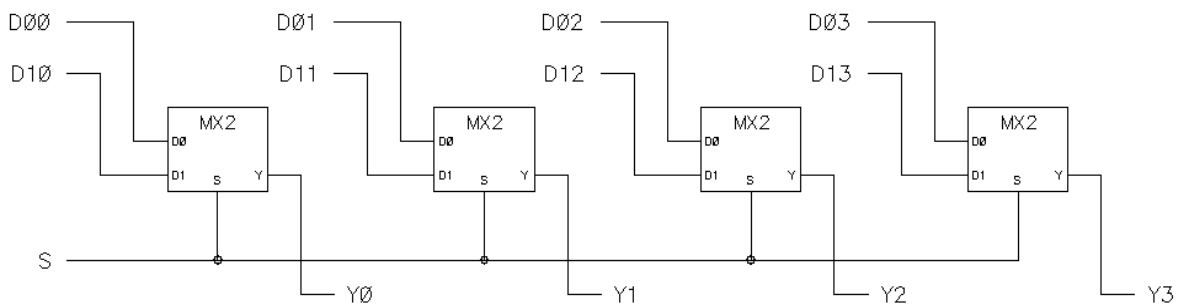 DØØ DØ1 DØ2 DØ3
D1Ø D11 D12 D13
MX2 MX2 MX2 MX2
DØ DØ DØ DØ
D1 S Y D1 S Y D1 S Y D1 S Y
S
YØ Y1 Y2 Y3